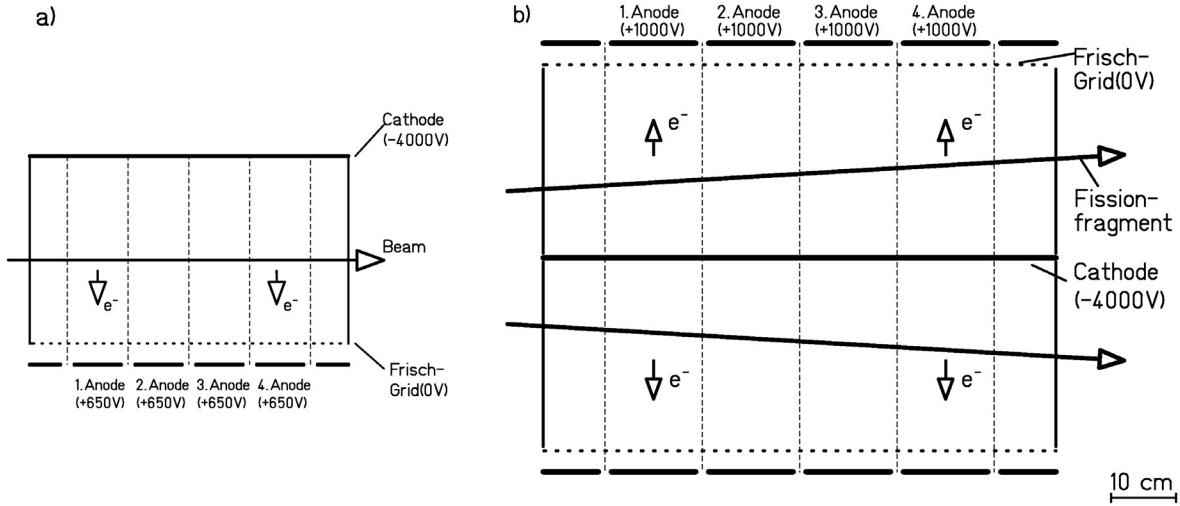 a)
Cathode
(-4000V)
Beam
e⁻
e⁻
Frisch-
Grid(0V)
1.Anode 2.Anode 3.Anode 4.Anode
(+650V) (+650V) (+650V) (+650V)
b)
1.Anode 2.Anode 3.Anode 4.Anode
(+1000V) (+1000V) (+1000V) (+1000V)
Frisch-
Grid(0V)
e⁻
e⁻
Fission-
fragment
Cathode
(-4000V)
e⁻
e⁻
10 cm